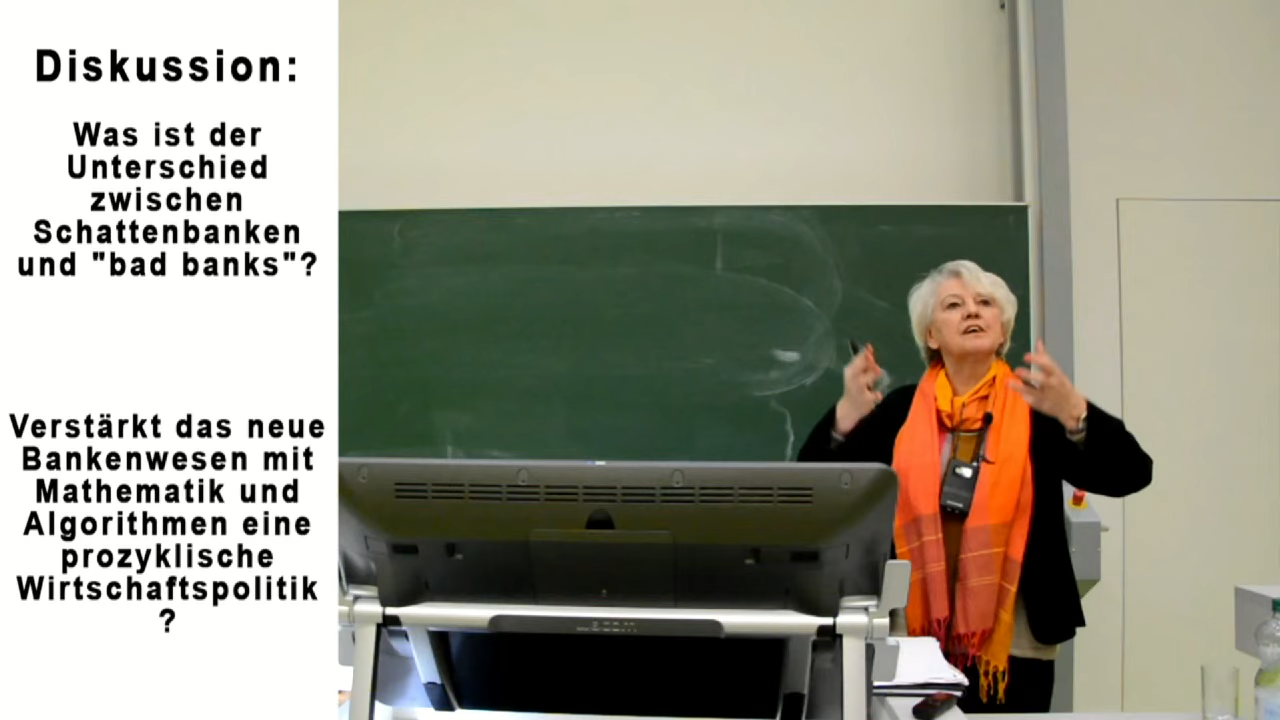 Diskussion:
Was ist der
Unterschied
zwischen
Schattenbanken
und "bad banks"?
Verstärkt das neue
Bankenwesen mit
Mathematik und
Algorithmen eine
prozyklische
Wirtschaftspolitik
?